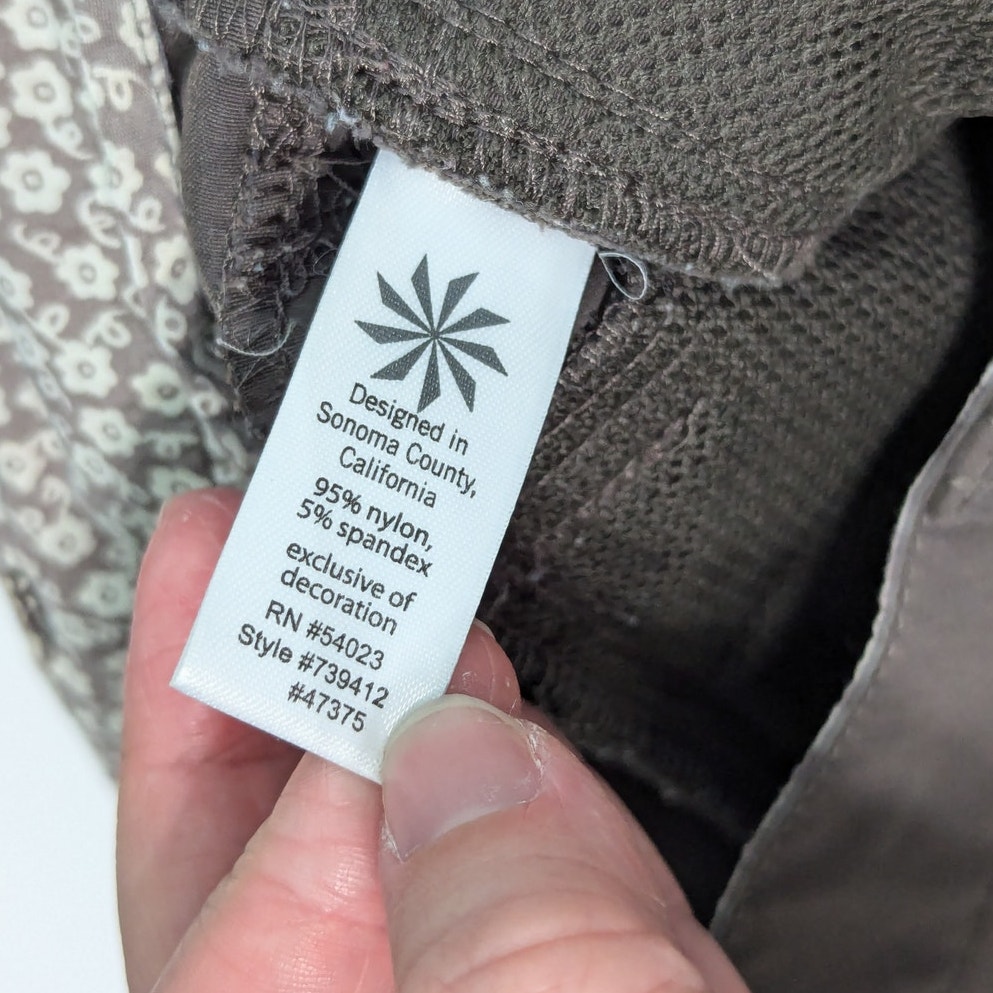 Designed in
Sonoma County,
California
95% nylon,
5% spandex
exclusive of
decoration
RN #54023
Style #739412
#47375